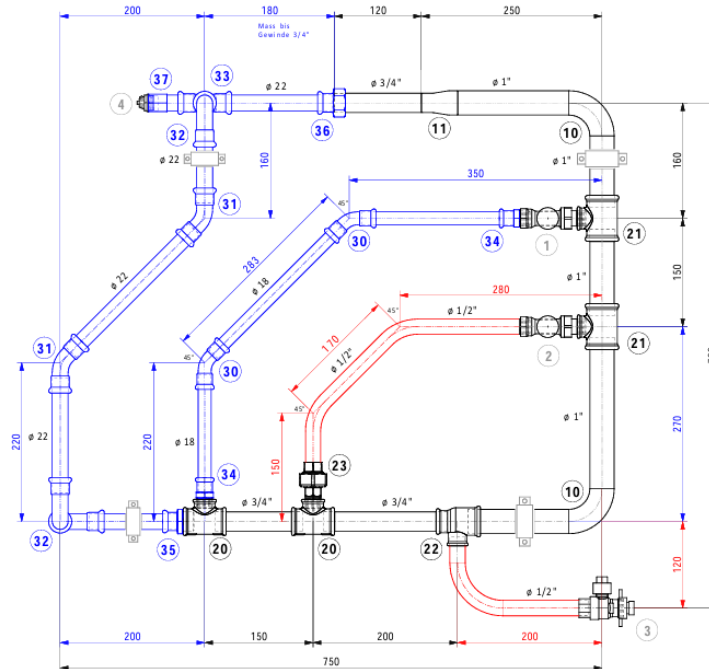 200
180
120
250
Mass bis
Gewinde 3/4"
37
33
ø 22
ø 3/4"
ø 1"
4
32
36
11
10
ø 22
160
ø 1"
160
350
31
45°
30
34
1
21
283
ø 22
ø 18
150
ø 1"
280
45°
ø 1/2"
170
31
45°
30
ø 1/2"
2
21
220
220
45°
ø 1"
270
ø 22
ø 18
150
23
34
10
ø 3/4"
ø 3/4"
32
35
20
20
22
120
ø 1/2"
3
200
150
200
200
750